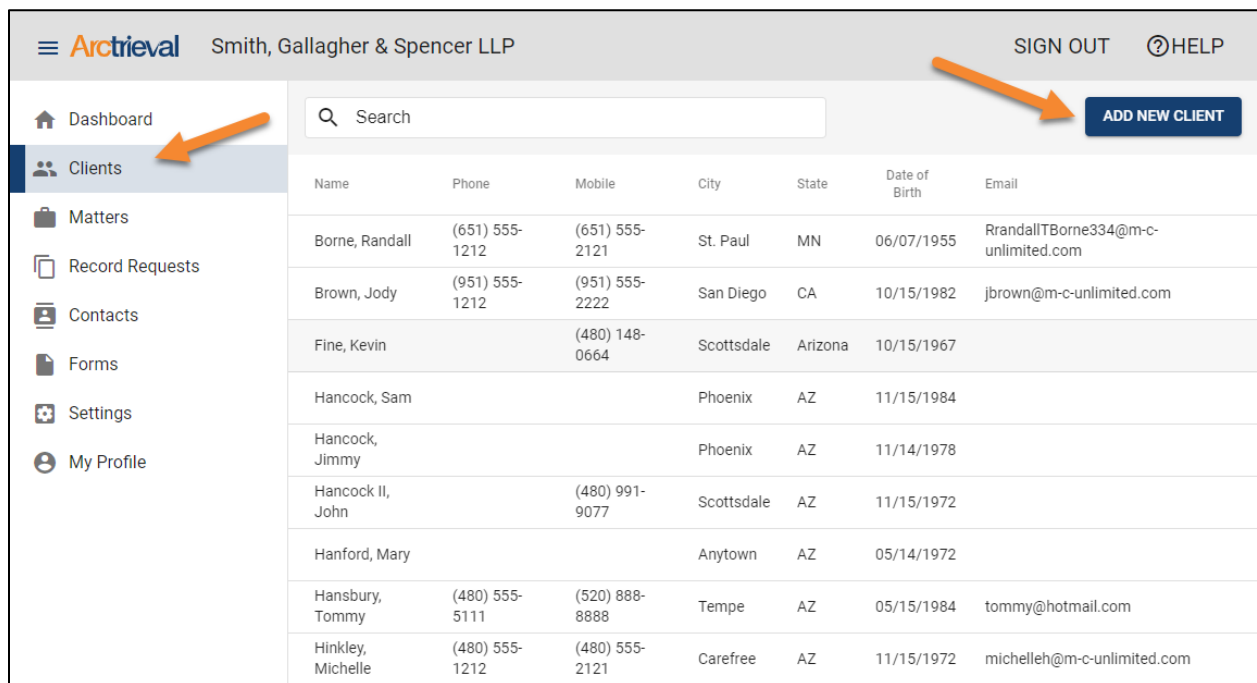 Arctrieval Smith, Gallagher & Spencer LLP SIGN OUT ?HELP
Dashboard
Clients
Matters
Record Requests
Contacts
Forms
Settings
My Profile
Search ADD NEW CLIENT
Name Phone Mobile City State Date of Birth Email
Borne, Randall (651) 555-1212 (651) 555-2121 St. Paul MN 06/07/1955 RrandallTBorne334@m-c-unlimited.com
Brown, Jody (951) 555-1212 (951) 555-2222 San Diego CA 10/15/1982 jbrown@m-c-unlimited.com
Fine, Kevin (480) 148-0664 Scottsdale Arizona 10/15/1967
Hancock, Sam Phoenix AZ 11/15/1984
Hancock, Jimmy Phoenix AZ 11/14/1978
Hancock II, John (480) 991-9077 Scottsdale AZ 11/15/1972
Hanford, Mary Anytown AZ 05/14/1972
Hansbury, Tommy (480) 555-5111 (520) 888-8888 Tempe AZ 05/15/1984 tommy@hotmail.com
Hinkley, Michelle (480) 555-1212 (480) 555-2121 Carefree AZ 11/15/1972 michelleh@m-c-unlimited.com